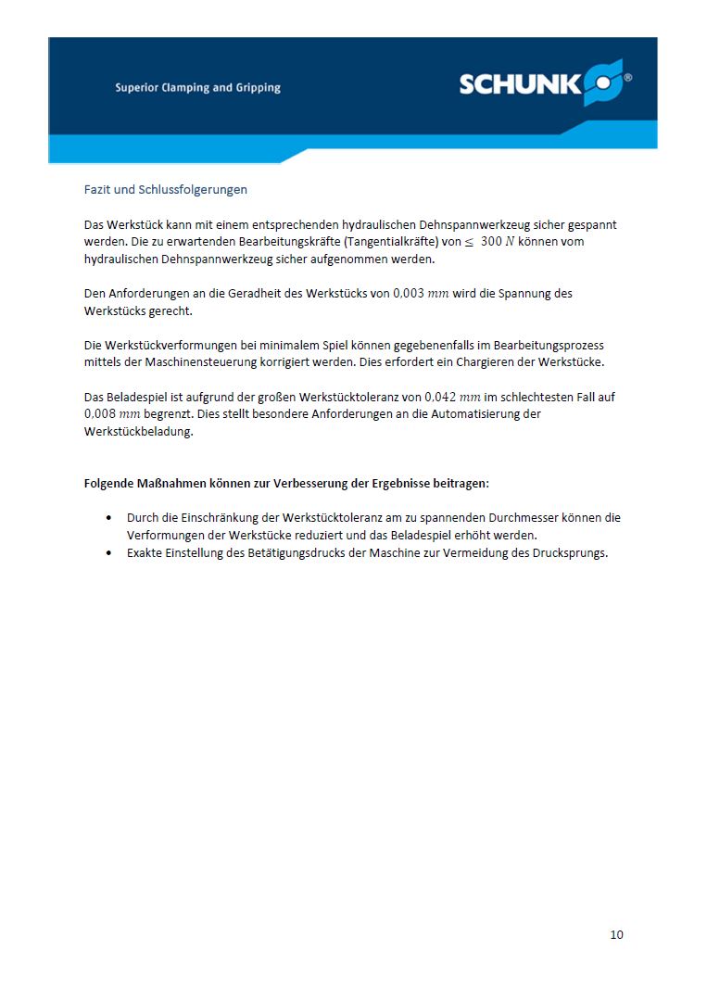 Superior Clamping and Gripping
SCHUNK®
Fazit und Schlussfolgerungen
Das Werkstück kann mit einem entsprechenden hydraulischen Dehnspannwerkzeug sicher gespannt
werden. Die zu erwartenden Bearbeitungskräfte (Tangentialkräfte) von ≤ 300 N können vom
hydraulischen Dehnspannwerkzeug sicher aufgenommen werden.
Den Anforderungen an die Geradheit des Werkstücks von 0,003 mm wird die Spannung des
Werkstücks gerecht.
Die Werkstückverformungen bei minimalem Spiel können gegebenenfalls im Bearbeitungsprozess
mittels der Maschinensteuerung korrigiert werden. Dies erfordert ein Chargieren der Werkstücke.
Das Beladespiel ist aufgrund der großen Werkstücktoleranz von 0,042 mm im schlechtesten Fall auf
0,008 mm begrenzt. Dies stellt besondere Anforderungen an die Automatisierung der
Werkstückbeladung.
Folgende Maßnahmen können zur Verbesserung der Ergebnisse beitragen:
• Durch die Einschränkung der Werkstücktoleranz am zu spannenden Durchmesser können die
Verformungen der Werkstücke reduziert und das Beladespiel erhöht werden.
• Exakte Einstellung des Betätigungsdrucks der Maschine zur Vermeidung des Drucksprungs.
10